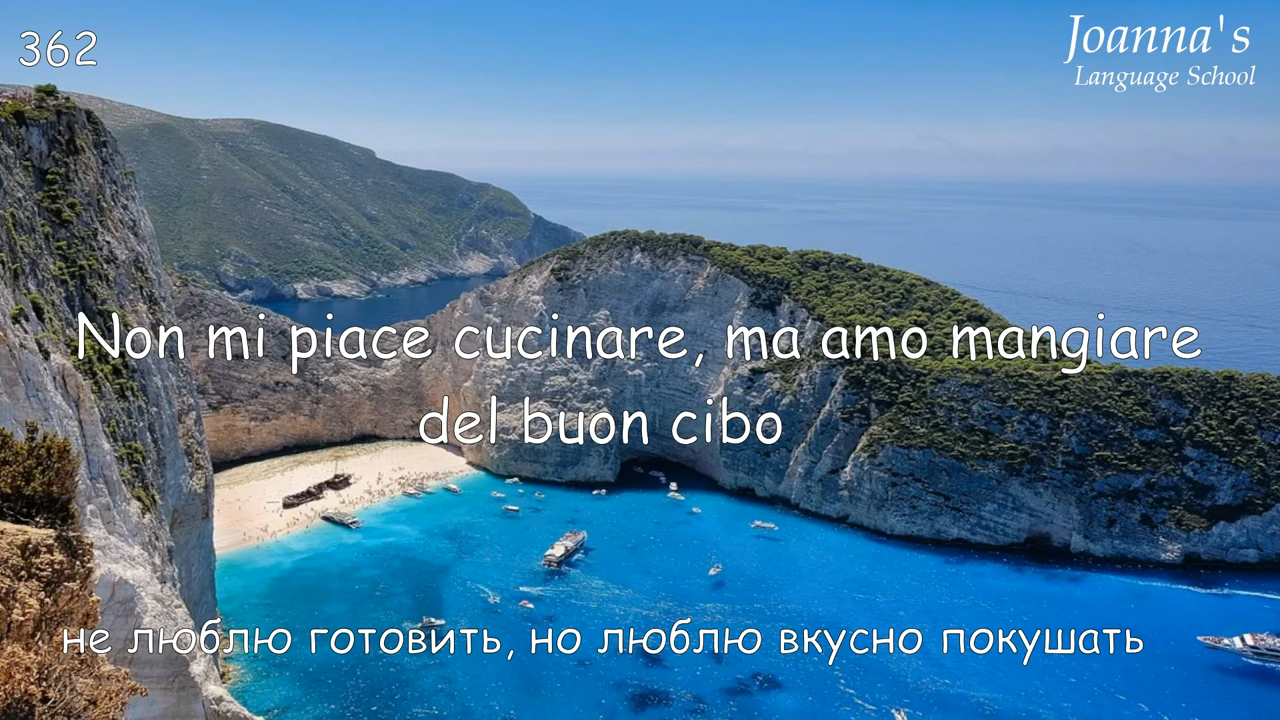 362
Joanna's
Language School
Non mi piace cucinare, ma amo mangiare
del buon cibo
не люблю готовить, но люблю вкусно покушать